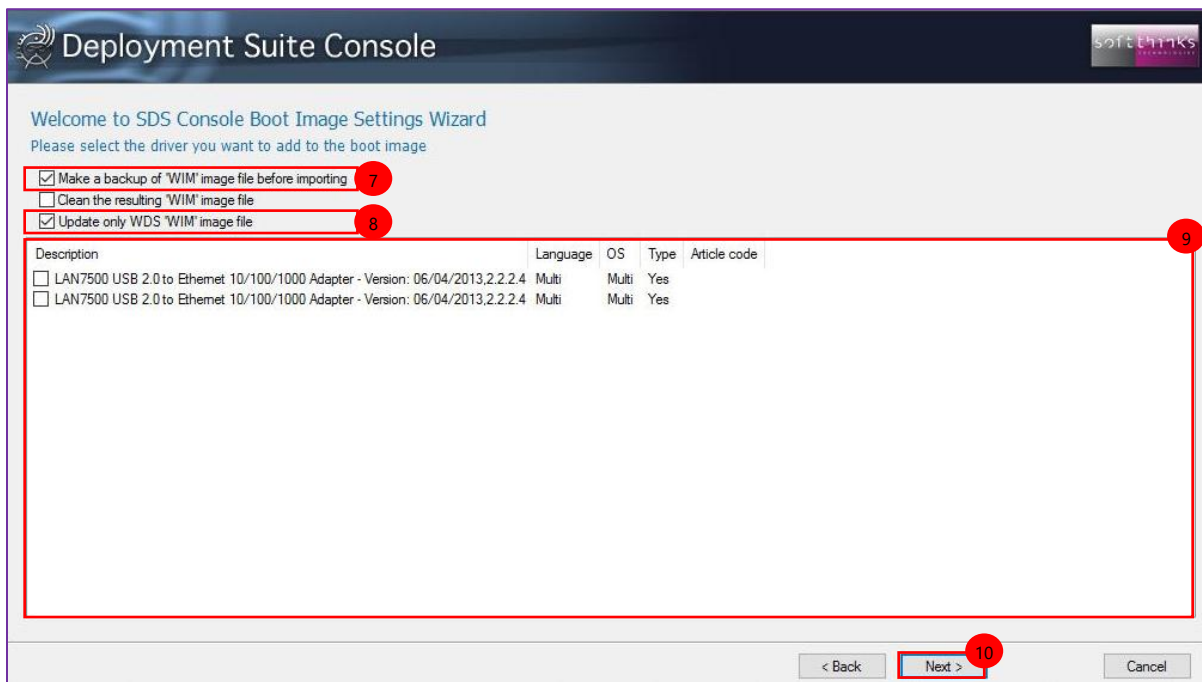 Deployment Suite Console
softthinks
Welcome to SDS Console Boot Image Settings Wizard
Please select the driver you want to add to the boot image
Make a backup of 'WIM' image file before importing 7
Clean the resulting 'WIM' image file
Update only WDS 'WIM' image file 8
9
Description Language OS Type Article code
LAN7500 USB 2.0 to Ethernet 10/100/1000 Adapter - Version: 06/04/2013,2.2.2.4 Multi Multi Yes
LAN7500 USB 2.0 to Ethernet 10/100/1000 Adapter - Version: 06/04/2013,2.2.2.4 Multi Multi Yes
10
< Back Next > Cancel